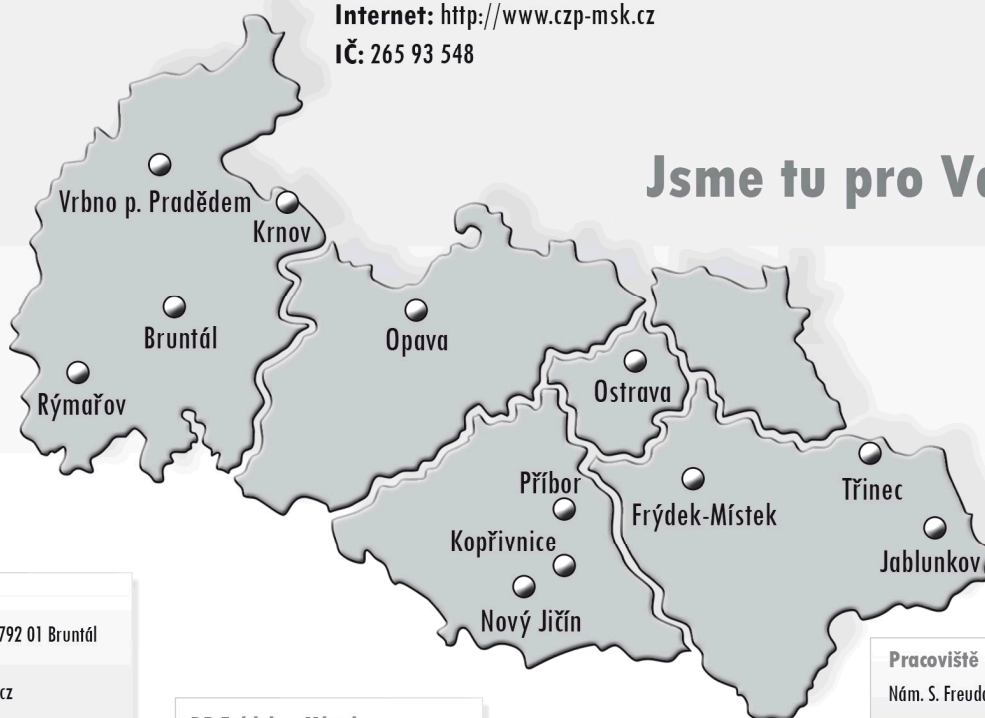 Internet: http://www.czp-msk.cz
IČ: 265 93 548
Jsme tu pro
Vrbno p. Pradědem
Krnov
Bruntál
Opava
Rýmařov
Ostrava
Příbor
Frýdek-Místek
Třinec
Kopřivnice
Jablunkov
Nový Jičín
792 01 Bruntál
cz
Pracoviště
Nám. S.